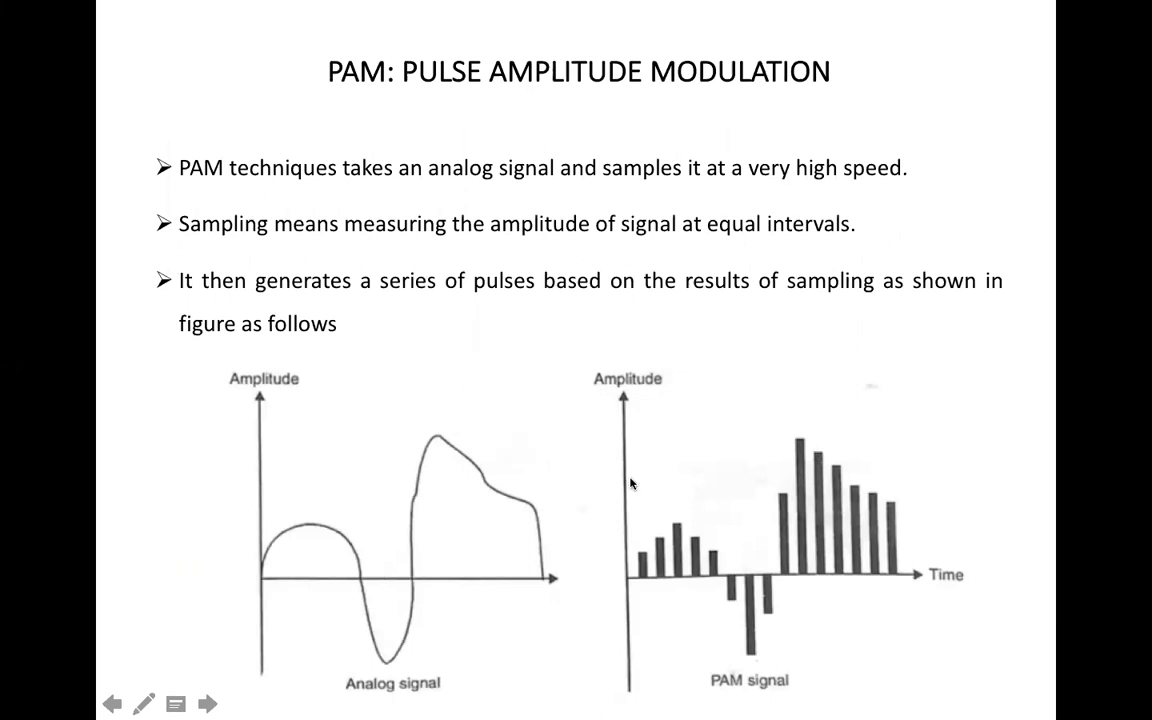 PAM: PULSE AMPLITUDE MODULATION
➢ PAM techniques takes an analog signal and samples it at a very high speed.
➢ Sampling means measuring the amplitude of signal at equal intervals.
➢ It then generates a series of pulses based on the results of sampling as shown in
figure as follows
Amplitude
Analog signal
Amplitude
Time
PAM signal